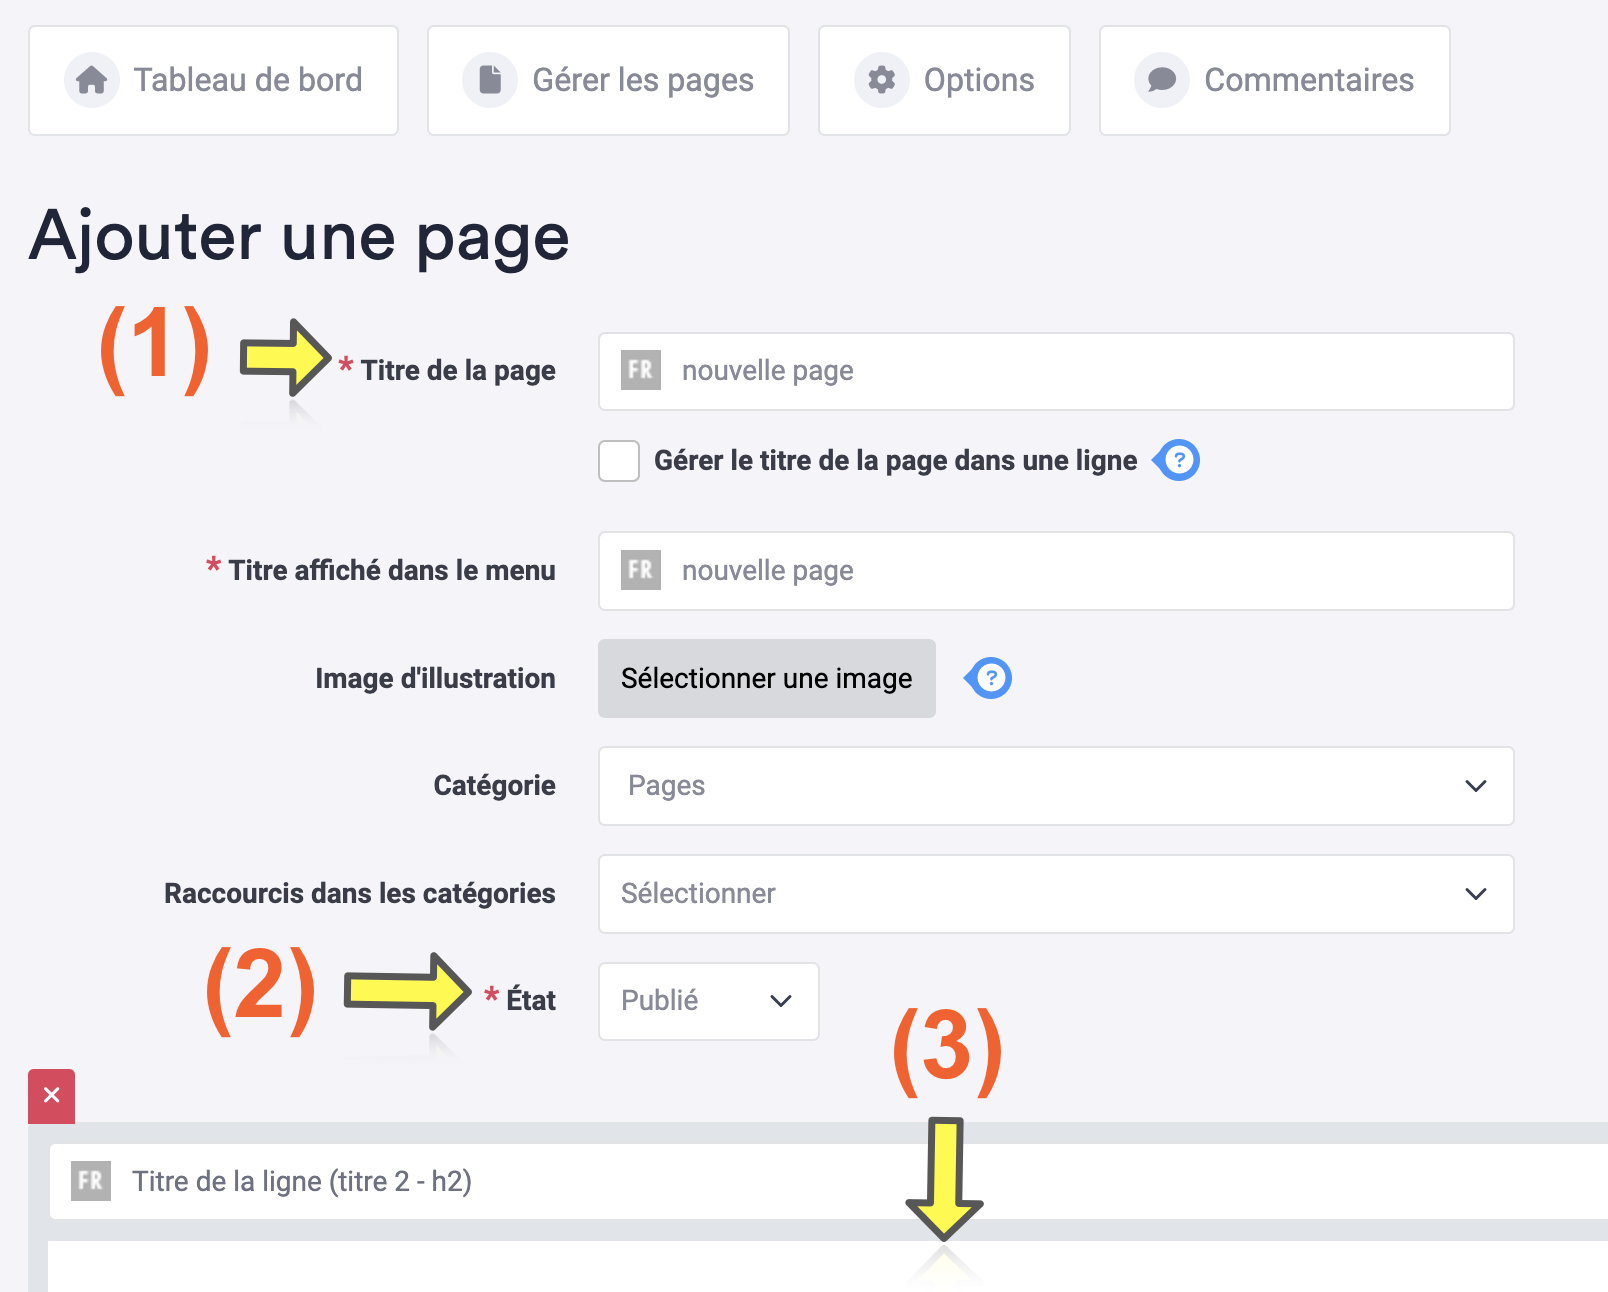 Tableau de bord Gérer les pages Options Commentaires
Ajouter une page
(1) * Titre de la page FR nouvelle page
Gérer le titre de la page dans une ligne ?
* Titre affiché dans le menu FR nouvelle page
Image d'illustration Sélectionner une image ?
Catégorie Pages
Raccourcis dans les catégories Sélectionner
(2) * État Publié
(3)
FR Titre de la ligne (titre 2 - h2)